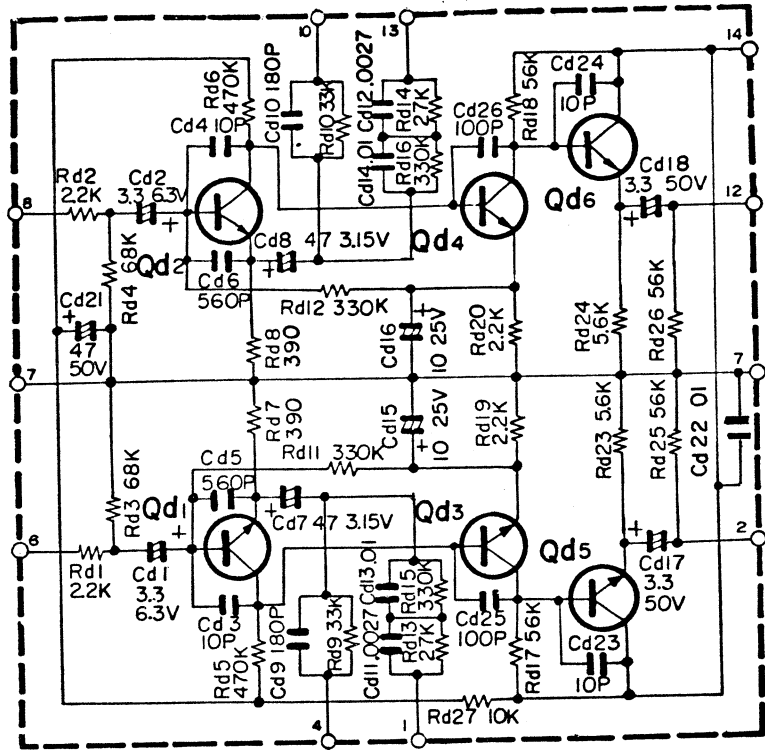 10
13
14
Rd6
470K
Cd4 10P
Cd10 180P
Rd10 33K
Cd12 .0027
Rd14
27K
Cd14 .01
Rd16
330K
Cd26
100P
Rd18 56K
Cd24
10P
Rd2
2.2K
Cd2
3.3 6.3V
+
8
Qd2
Cd8 47 3.15V
+
Qd4
Qd6
Cd18
3.3 50V
+
12
Rd4 68K
Cd6
560P
Rd12 330K
Cd21
+
47
50V
Rd8
390
Cd16
10 25V
+
Rd20
2.2K
Rd24
5.6K
Rd26 56K
7
7
Rd7
390
Cd15
10 25V
+
Rd19
2.2K
Rd23 5.6K
Rd25 56K
Cd22 .01
Rd11 330K
Rd3 68K
Cd5
560P
Qd1
+
Cd7 47 3.15V
Qd3
Qd5
+
6
2
Rd1
2.2K
Cd1
3.3
6.3V
+
Cd3
10P
Rd5
470K
Cd9 180P
Rd9 33K
Cd13 .01
Rd15
330K
Cd11 .0027
Rd13
27K
Cd25
100P
Rd17 56K
Cd17
3.3
50V
Cd23
10P
Rd27 10K
4
1